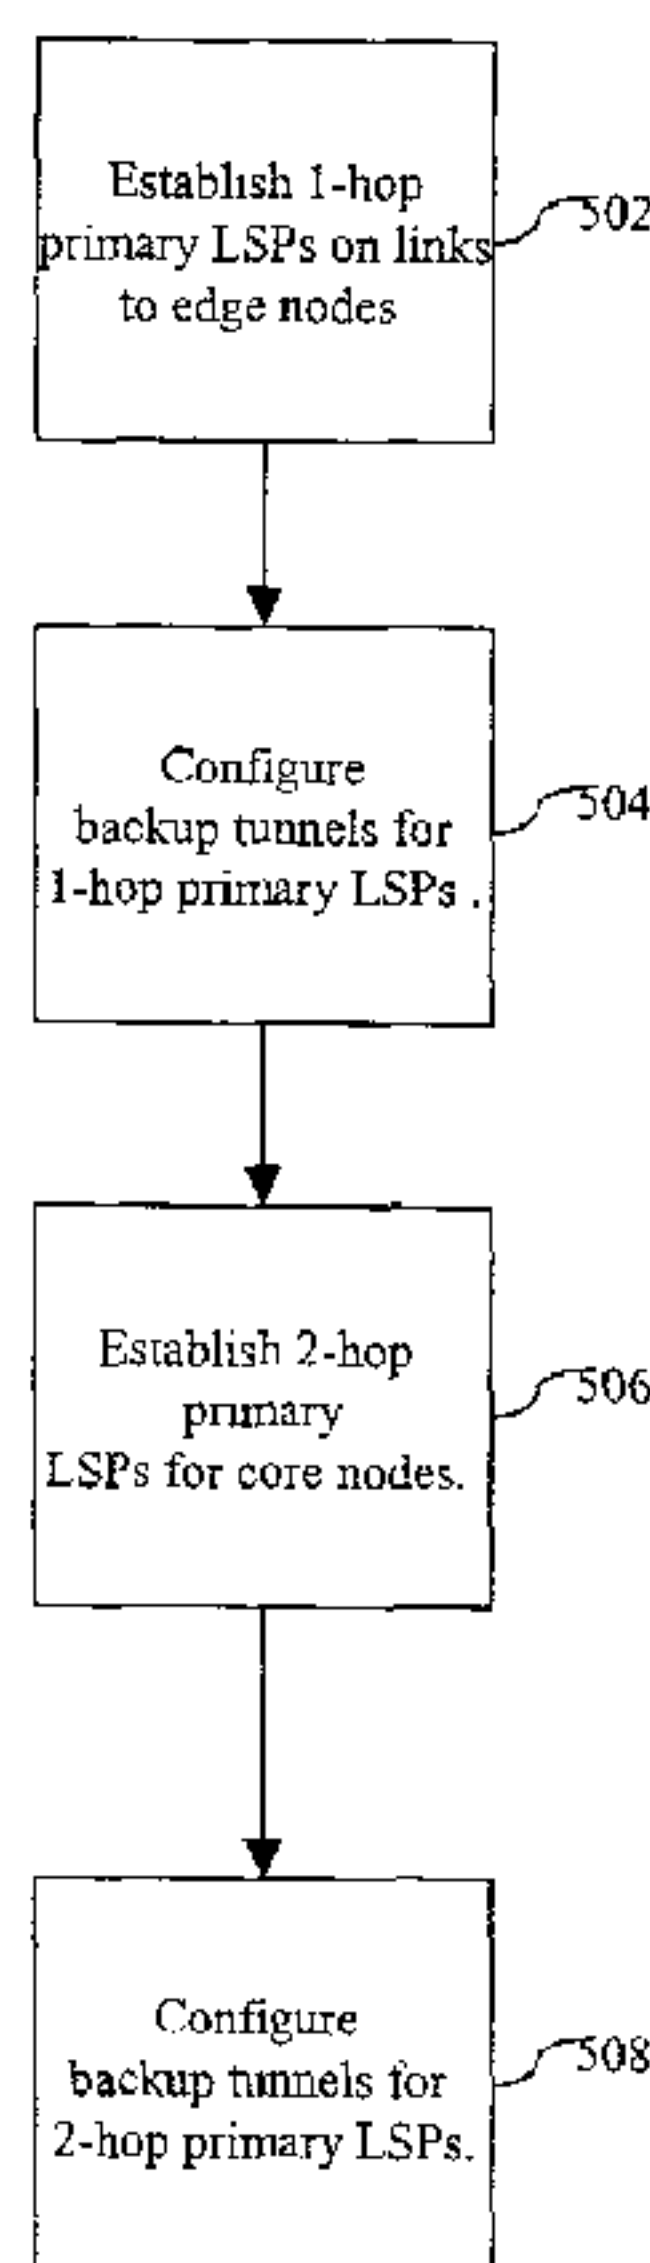 Establish 1-hop
primary LSPs on links
to edge nodes
502
Configure
backup tunnels for
1-hop primary LSPs .
504
Establish 2-hop
primary
LSPs for core nodes.
506
Configure
backup tunnels for
2-hop primary LSPs.
508